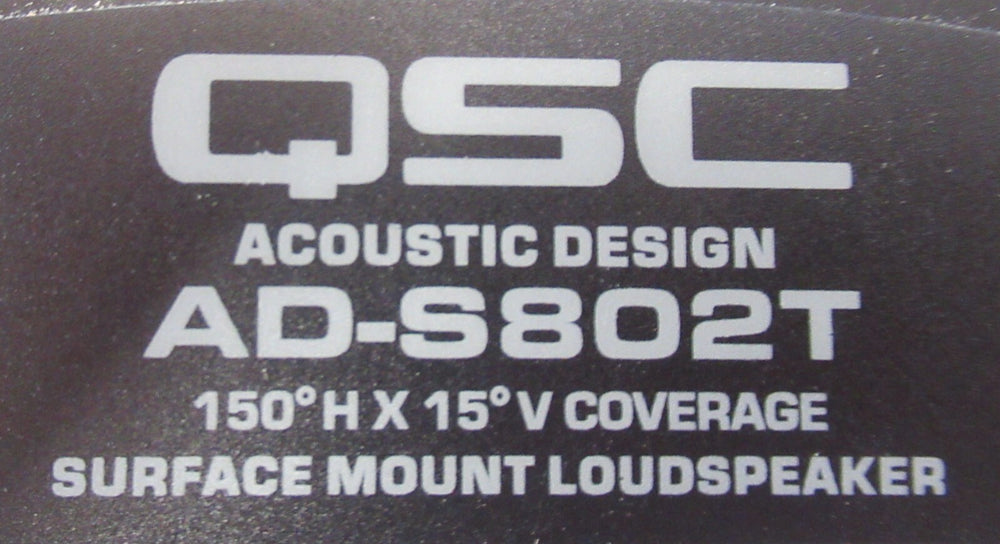 QSC
ACOUSTIC DESIGN
AD-S802T
150°H X 15°V COVERAGE
SURFACE MOUNT LOUDSPEAKER